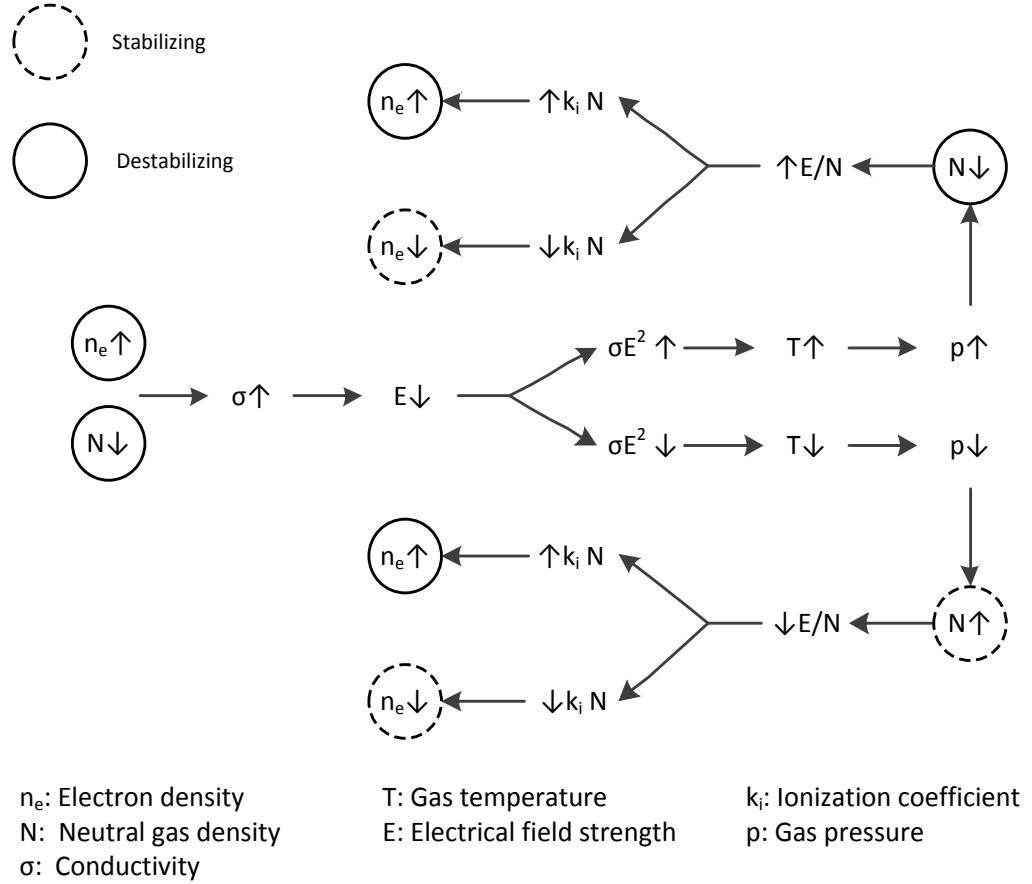 Stabilizing
Destabilizing
nₑ↑ ↑kᵢ N ↑E/N N↓
nₑ↓ ↓kᵢ N
nₑ↑ σE² ↑ T↑ p↑
σ↑ E↓
N↓ σE² ↓ T↓ p↓
nₑ↑ ↑kᵢ N
↓E/N N↑
nₑ↓ ↓kᵢ N
nₑ: Electron density T: Gas temperature kᵢ: Ionization coefficient
N: Neutral gas density E: Electrical field strength p: Gas pressure
σ: Conductivity